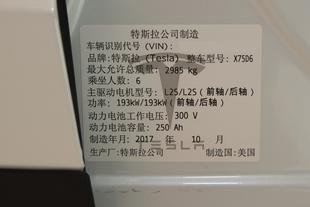 特斯拉公司制造
车辆识别代号（VIN）：
品牌：特斯拉（Tesla） 整车型号：X75D6
最大允许总质量： 2985 kg
乘坐人数： 6
主驱动电机型号： L2S/L2S（前轴/后轴）
功率： 193kW/193kW（前轴/后轴）
动力电池工作电压： 300 V
动力电池容量： 250 Ah
制造年月：2017 年 10 月
TESLA
生产厂：特斯拉公司 制造国：美国